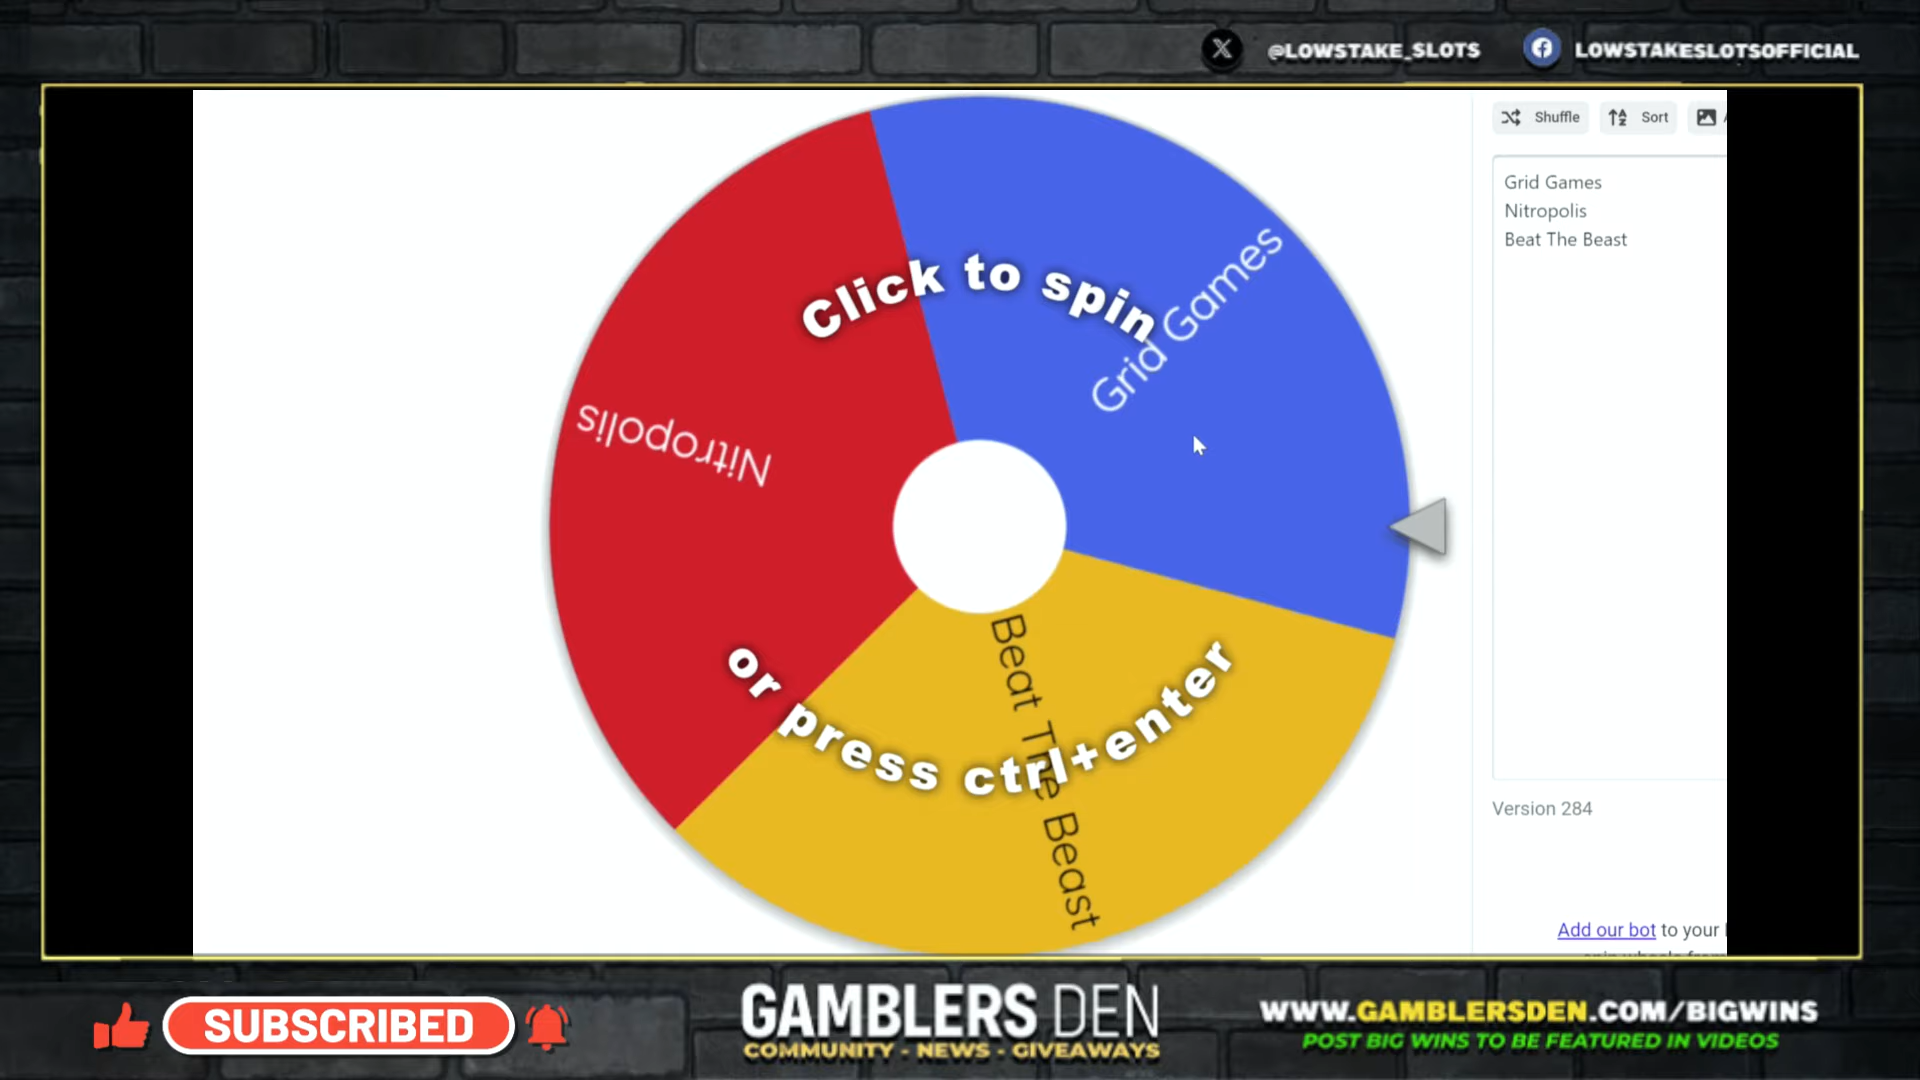 @LOWSTAKE_SLOTS
LOWSTAKESLOTSOFFICIAL
Shuffle
Sort
Grid Games
Nitropolis
Beat The Beast
Click to spin
Grid Games
Nitropolis
Beat The Beast
or press ctrl+enter
Version 284
Add our bot to your
SUBSCRIBED
GAMBLERS DEN
COMMUNITY - NEWS - GIVEAWAYS
WWW.GAMBLERSDEN.COM/BIGWINS
POST BIG WINS TO BE FEATURED IN VIDEOS